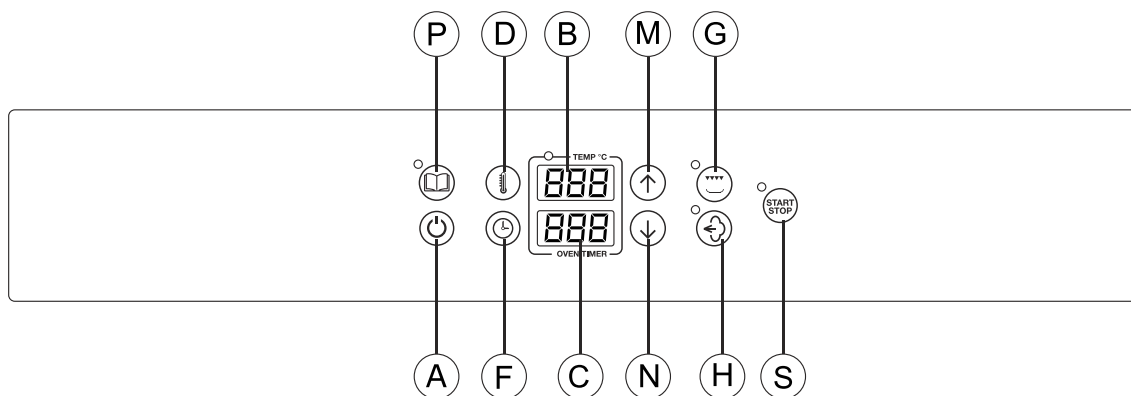 P D B M G
TEMP °C
888
888
OVEN TIMER
START
STOP
A F C N H S